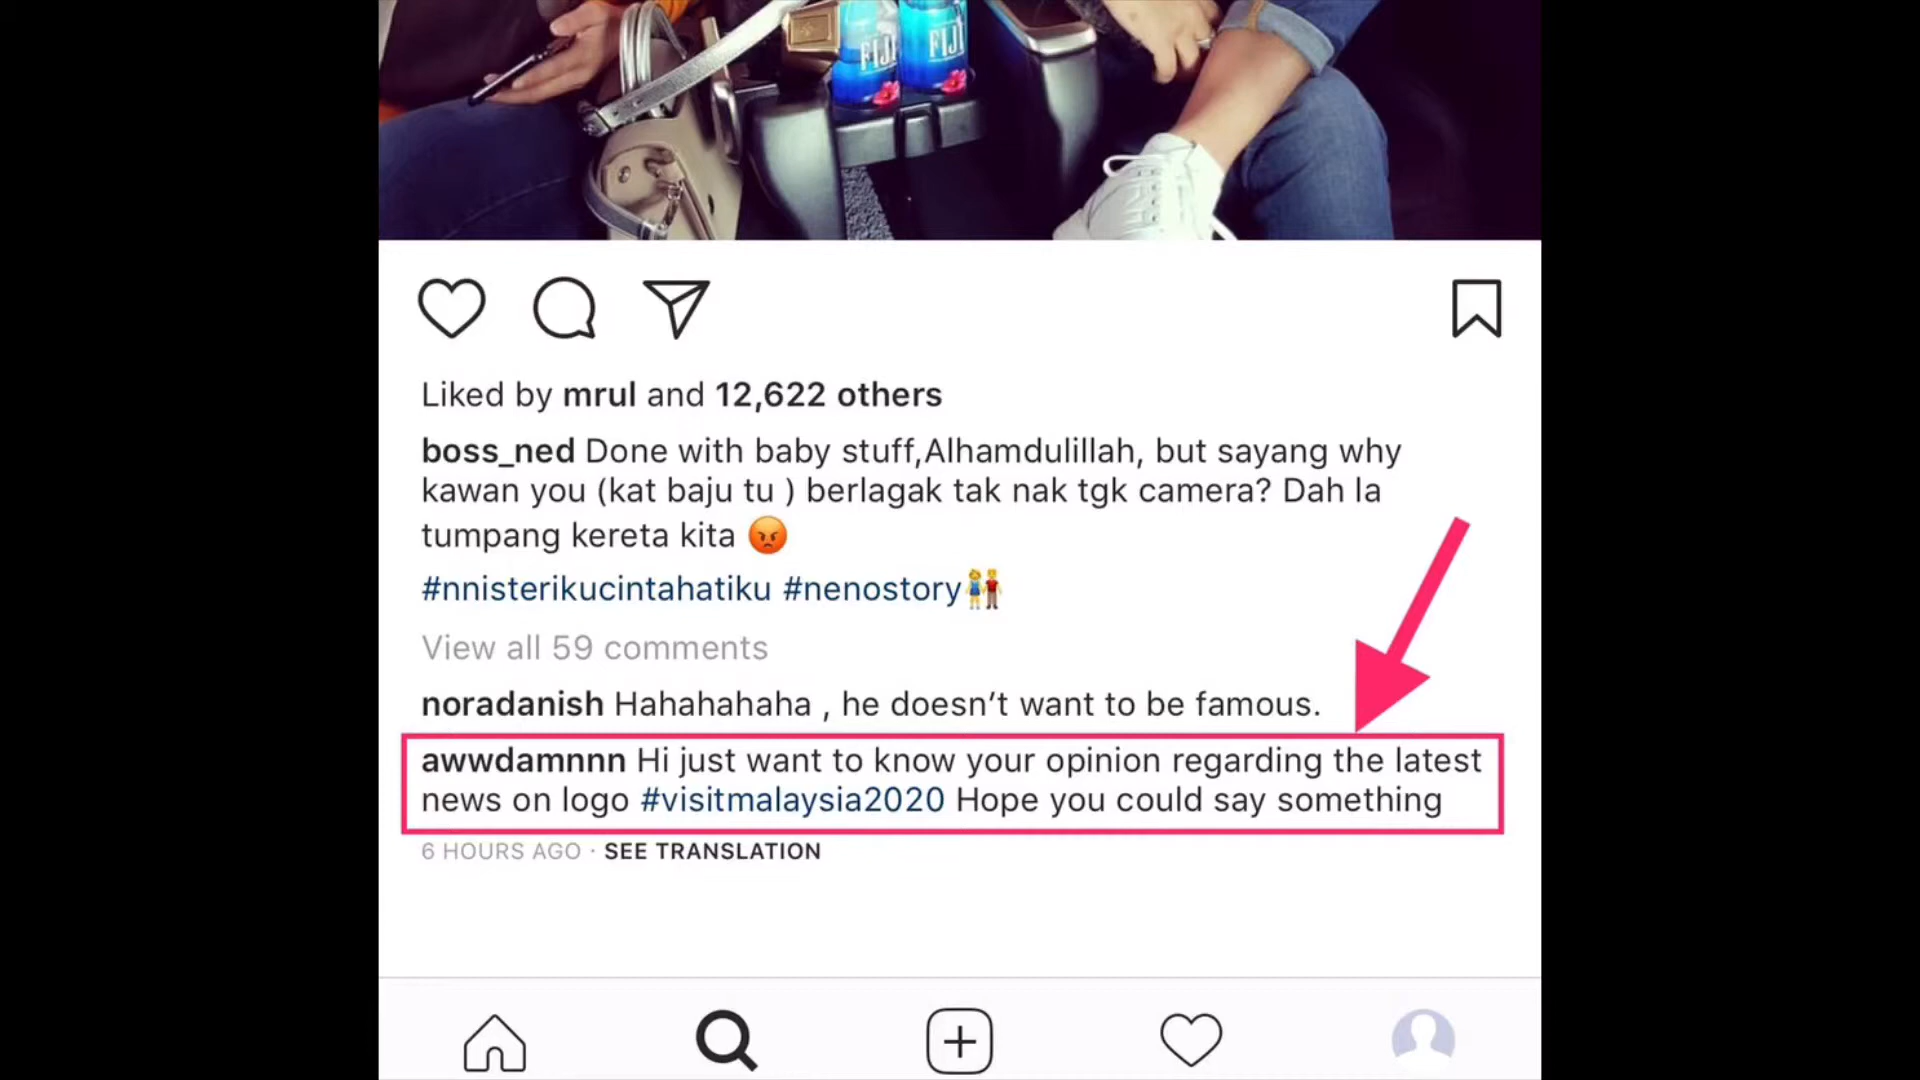 FIJI FIJI
Liked by mrul and 12,622 others
boss_ned Done with baby stuff,Alhamdulillah, but sayang why
kawan you (kat baju tu ) berlagak tak nak tgk camera? Dah la
tumpang kereta kita 😡
#nnisterikucintahatiku #nenostory👫
View all 59 comments
noradanish Hahahahaha , he doesn’t want to be famous.
awwdamnnn Hi just want to know your opinion regarding the latest
news on logo #visitmalaysia2020 Hope you could say something
6 HOURS AGO · SEE TRANSLATION